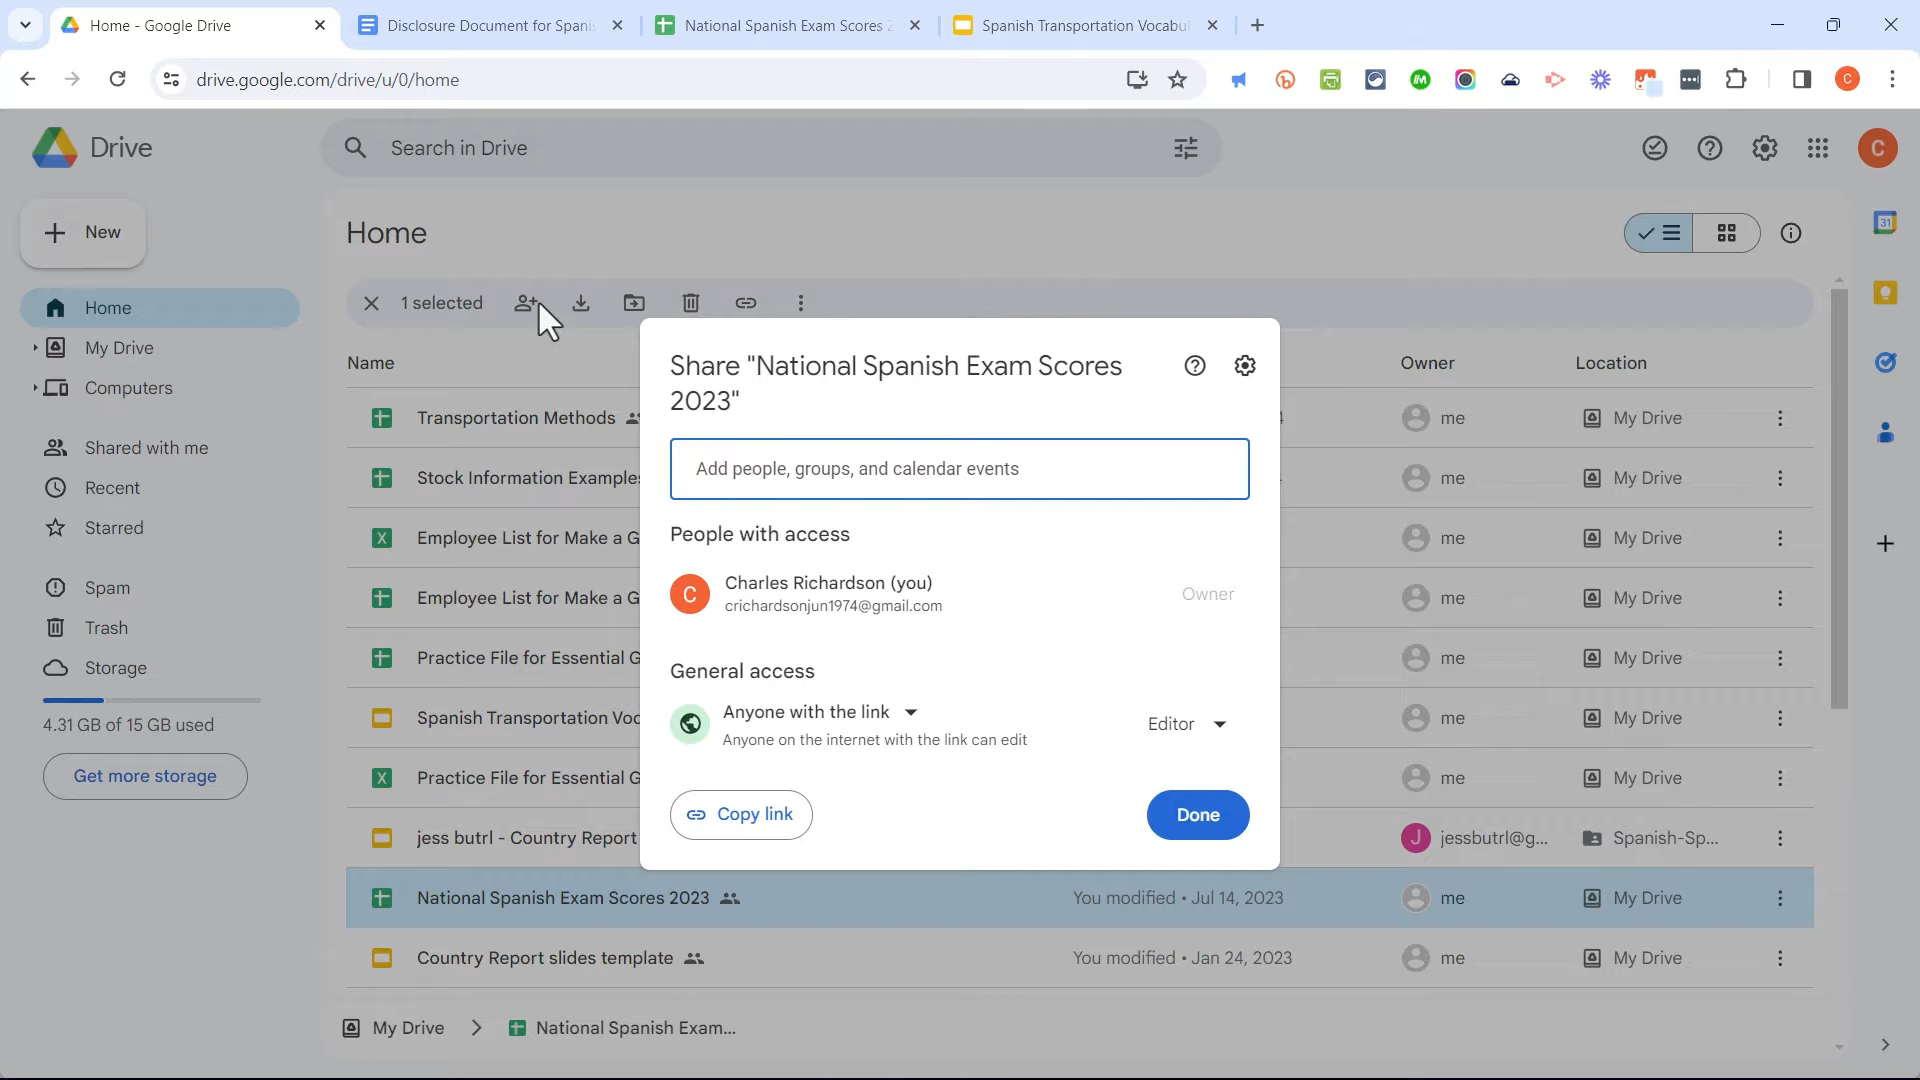 Home - Google Drive
Disclosure Document for Spani
National Spanish Exam Scores 2
Spanish Transportation Vocabul
drive.google.com/drive/u/0/home
C
Drive
Search in Drive
C
New
Home
My Drive
Computers
Shared with me
Recent
Starred
Spam
Trash
Storage
4.31 GB of 15 GB used
Get more storage
Home
1 selected
Name
Owner
Location
Transportation Methods
me
My Drive
Stock Information Examples
me
My Drive
Employee List for Make a G
me
My Drive
Employee List for Make a G
me
My Drive
Practice File for Essential G
me
My Drive
Spanish Transportation Voc
me
My Drive
Practice File for Essential G
me
My Drive
jess butrl - Country Report
J
jessbutrl@g...
Spanish-Sp...
National Spanish Exam Scores 2023
You modified • Jul 14, 2023
me
My Drive
Country Report slides template
You modified • Jan 24, 2023
me
My Drive
My Drive
National Spanish Exam...
Share "National Spanish Exam Scores
2023"
Add people, groups, and calendar events
People with access
C
Charles Richardson (you)
crichardsonjun1974@gmail.com
Owner
General access
Anyone with the link
Anyone on the internet with the link can edit
Editor
Copy link
Done
31